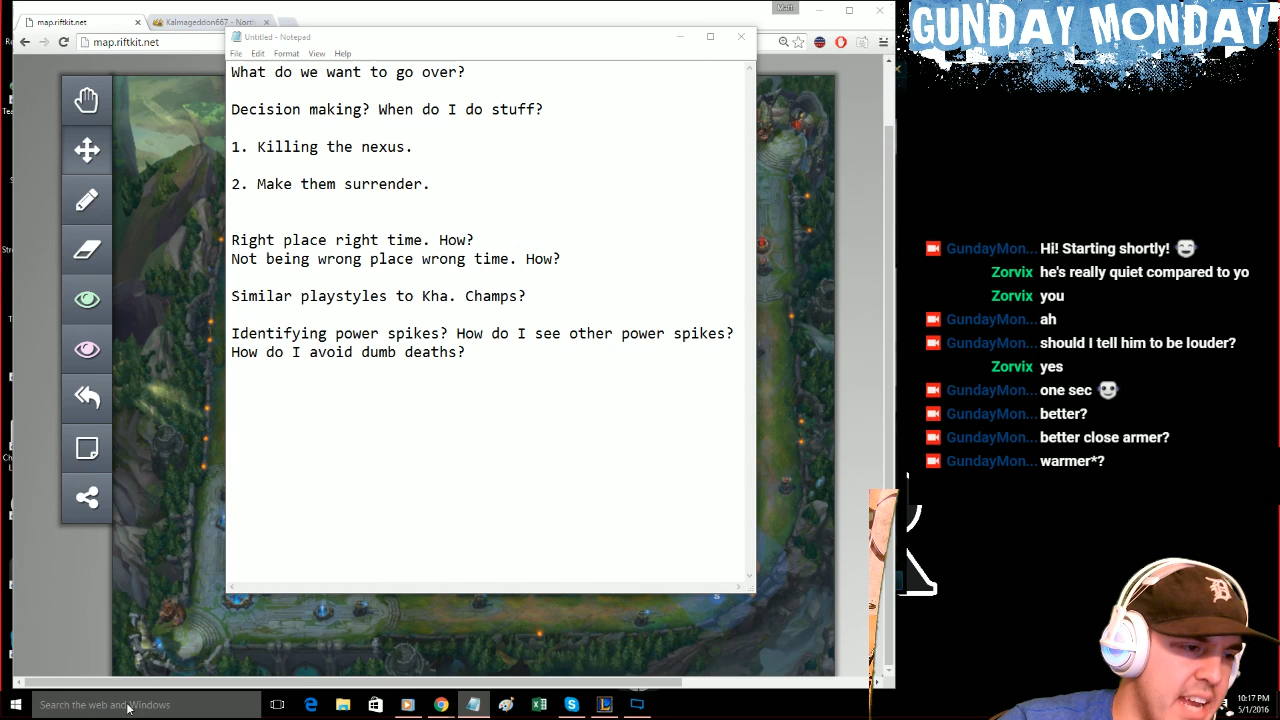 map.riftkit.net
Kalmageddon667 - North
Matt
map.riftkit.net
Untitled - Notepad
File Edit Format View Help
What do we want to go over?
Decision making? When do I do stuff?
1. Killing the nexus.
2. Make them surrender.
Right place right time. How?
Not being wrong place wrong time. How?
Similar playstyles to Kha. Champs?
Identifying power spikes? How do I see other power spikes?
How do I avoid dumb deaths?
Search the web and Windows
GUNDAY MONDAY
GundayMon... Hi! Starting shortly!
Zorvix he's really quiet compared to yo
Zorvix you
GundayMon... ah
GundayMon... should I tell him to be louder?
Zorvix yes
GundayMon... one sec
GundayMon... better?
GundayMon... better close armer?
GundayMon... warmer*?
10:17 PM
5/1/2016